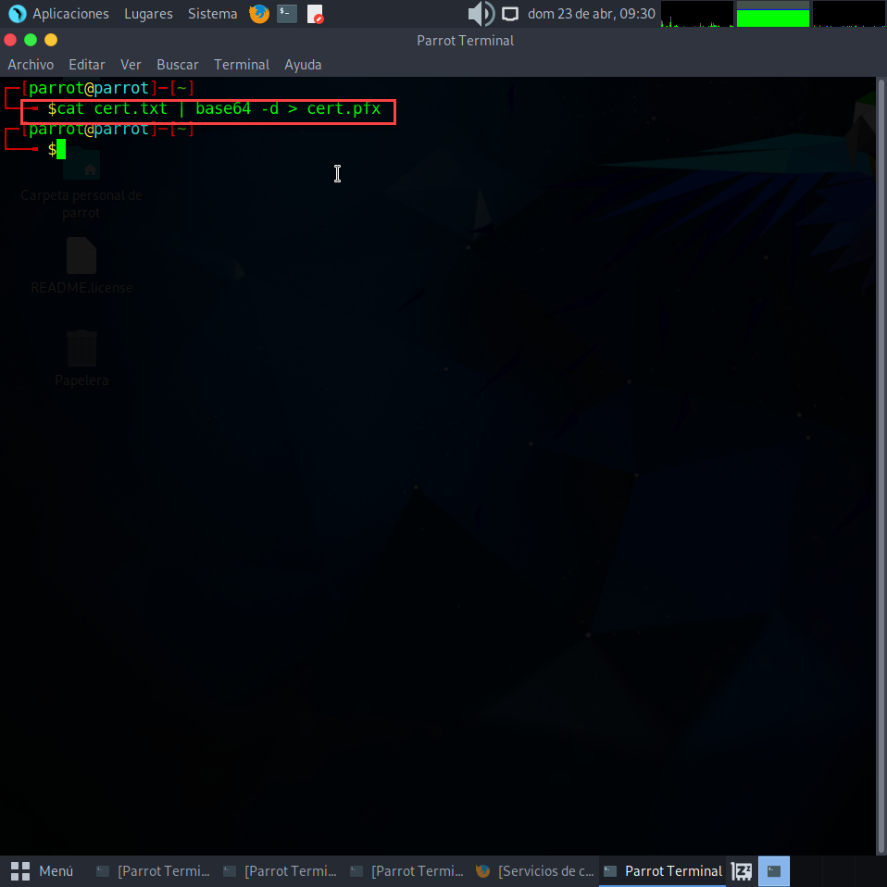 Aplicaciones Lugares Sistema dom 23 de abr, 09:30
Parrot Terminal
Archivo Editar Ver Buscar Terminal Ayuda
┌─[parrot@parrot]─[~]
└──╼ $cat cert.txt | base64 -d > cert.pfx
┌─[parrot@parrot]─[~]
└──╼ $
Carpeta personal de
parrot
README.license
Papelera
Menú [Parrot Termi... [Parrot Termi... [Parrot Termi... [Servicios de c... Parrot Terminal